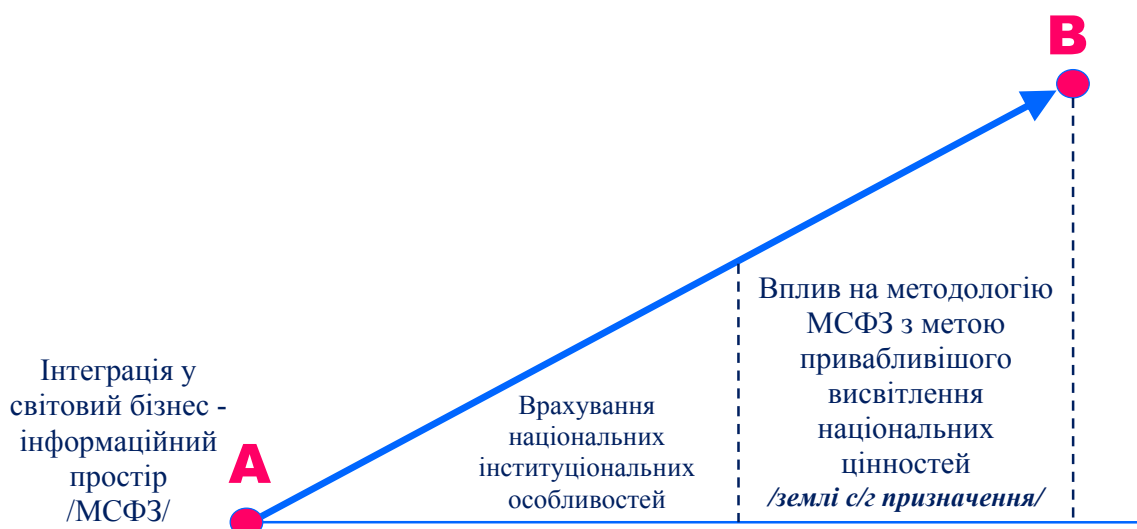 B
Вплив на методологію
МСФЗ з метою
привабливішого
висвітлення
національних
цінностей
/землі с/г призначення/
Інтеграція у
світовий бізнес -
інформаційний
простір
/МСФЗ/
A
Врахування
національних
інституціональних
особливостей